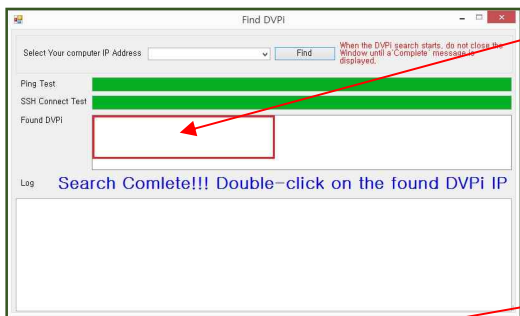 Find DVPI
Select Your computer IP Address
Find
When the DVPi search starts, do not close the
Window until a'Complete' message is
displayed.
Ping Test
SSH Connect Test
Found DVPi
Log
Search Comlete!!! Double-click on the found DVPi IP